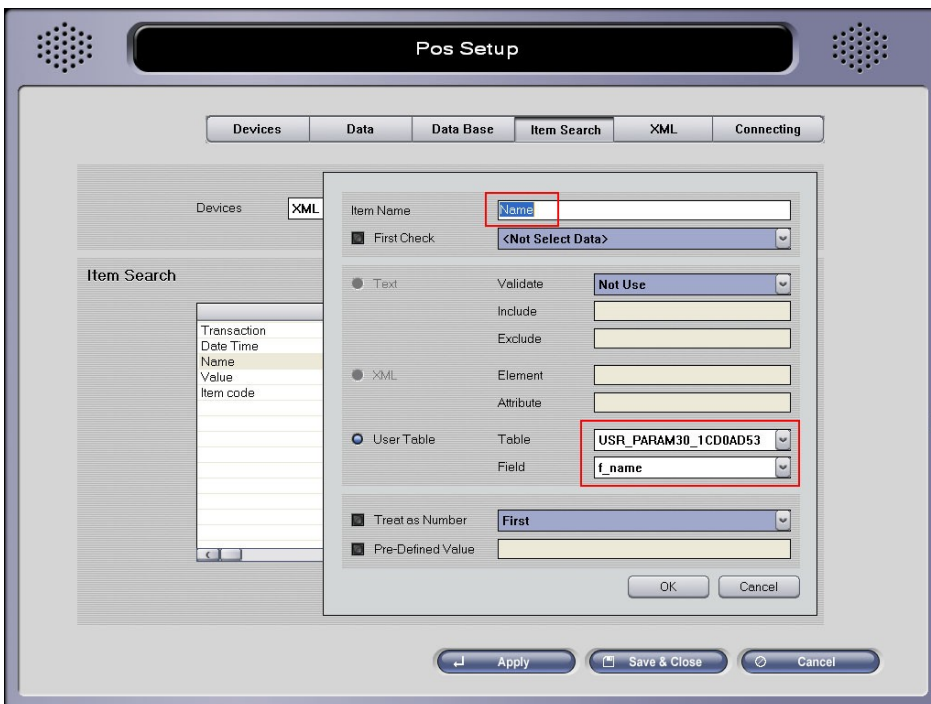 Pos Setup
Devices Data Data Base Item Search XML Connecting
Devices XML
Item Name Name
First Check <Not Select Data>
Item Search
Text Validate Not Use
Include
Exclude
Transaction
Date Time
Name
Value
Item code
XML Element
Attribute
User Table Table USR_PARAM30_1CD0AD53
Field f_name
Treat as Number First
Pre-Defined Value
OK Cancel
Apply Save & Close Cancel